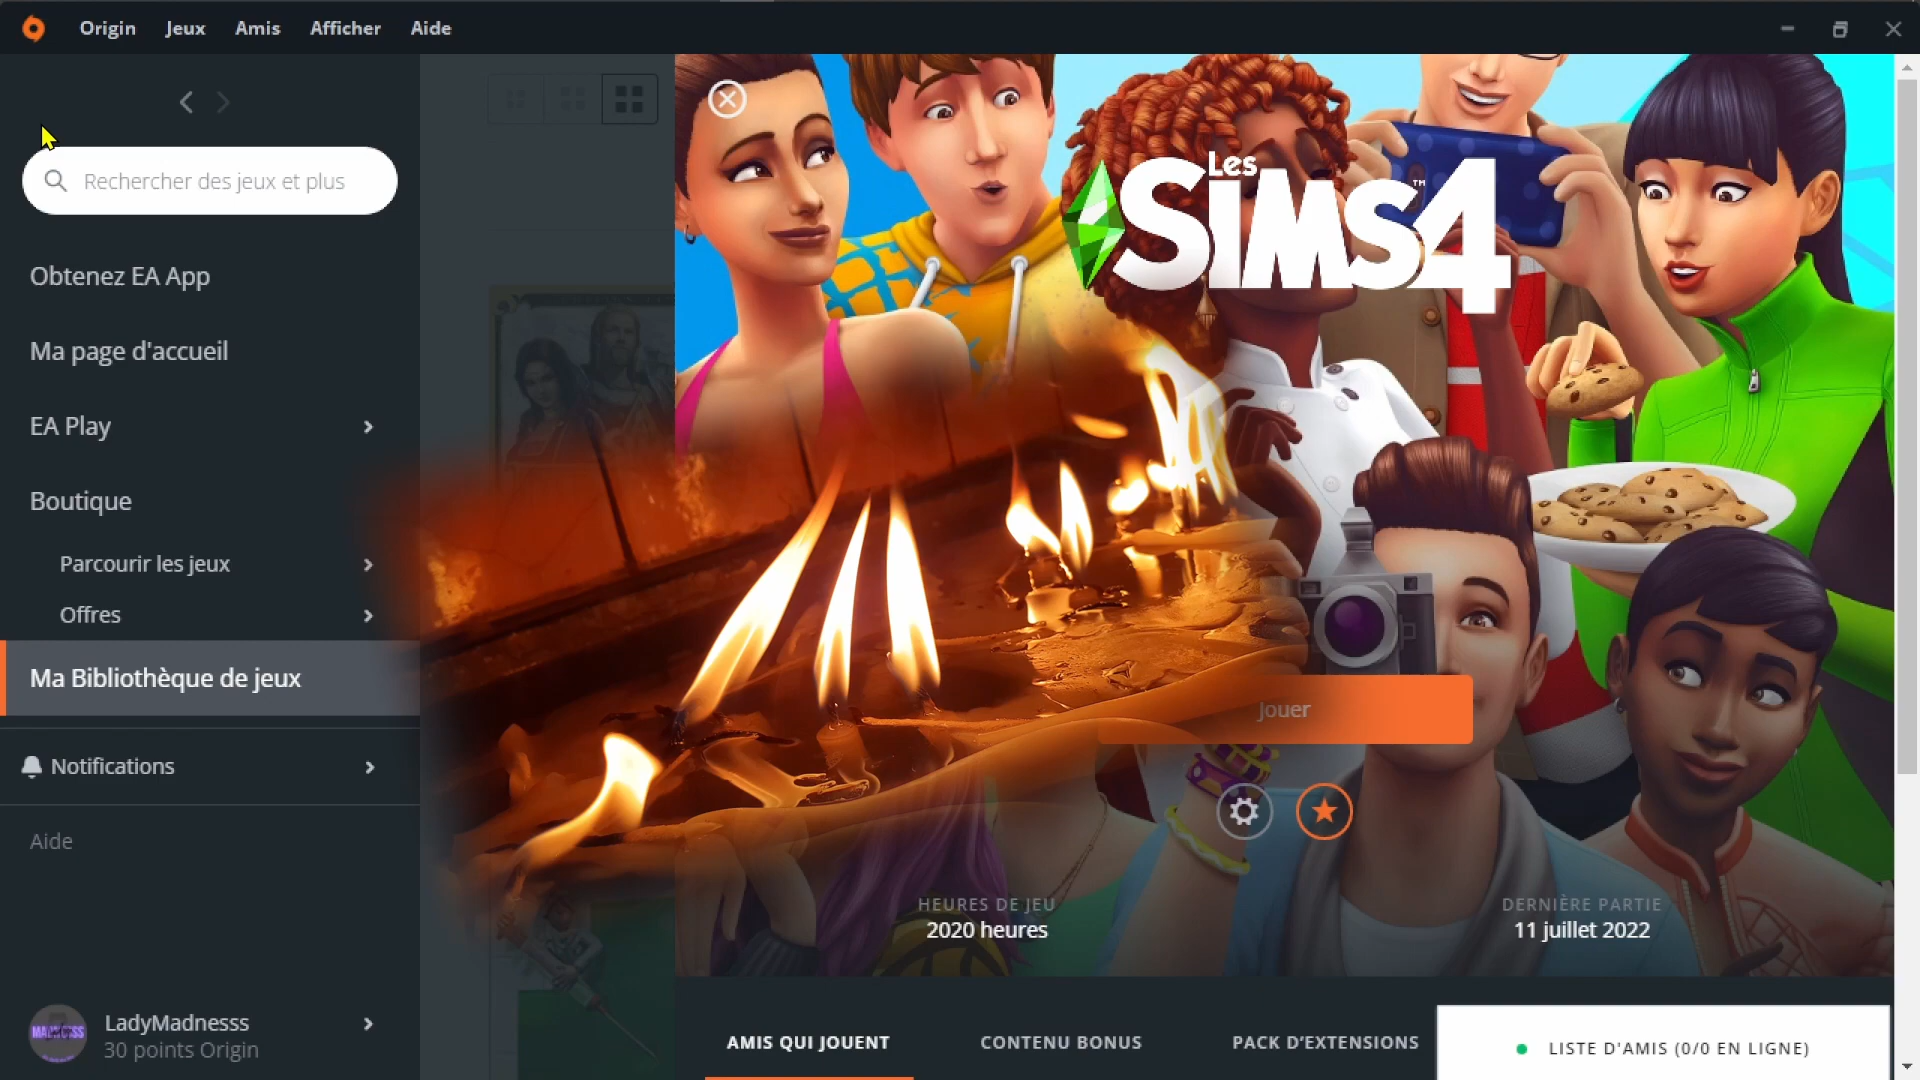 Origin
Jeux
Amis
Afficher
Aide
Rechercher des jeux et plus
Obtenez EA App
Ma page d'accueil
EA Play
Boutique
Parcourir les jeux
Offres
Ma Bibliothèque de jeux
Notifications
Aide
LadyMadnesss
30 points Origin
Les
SIMS4™
Jouer
HEURES DE JEU
2020 heures
DERNIÈRE PARTIE
11 juillet 2022
AMIS QUI JOUENT
CONTENU BONUS
PACK D'EXTENSIONS
LISTE D'AMIS (0/0 EN LIGNE)